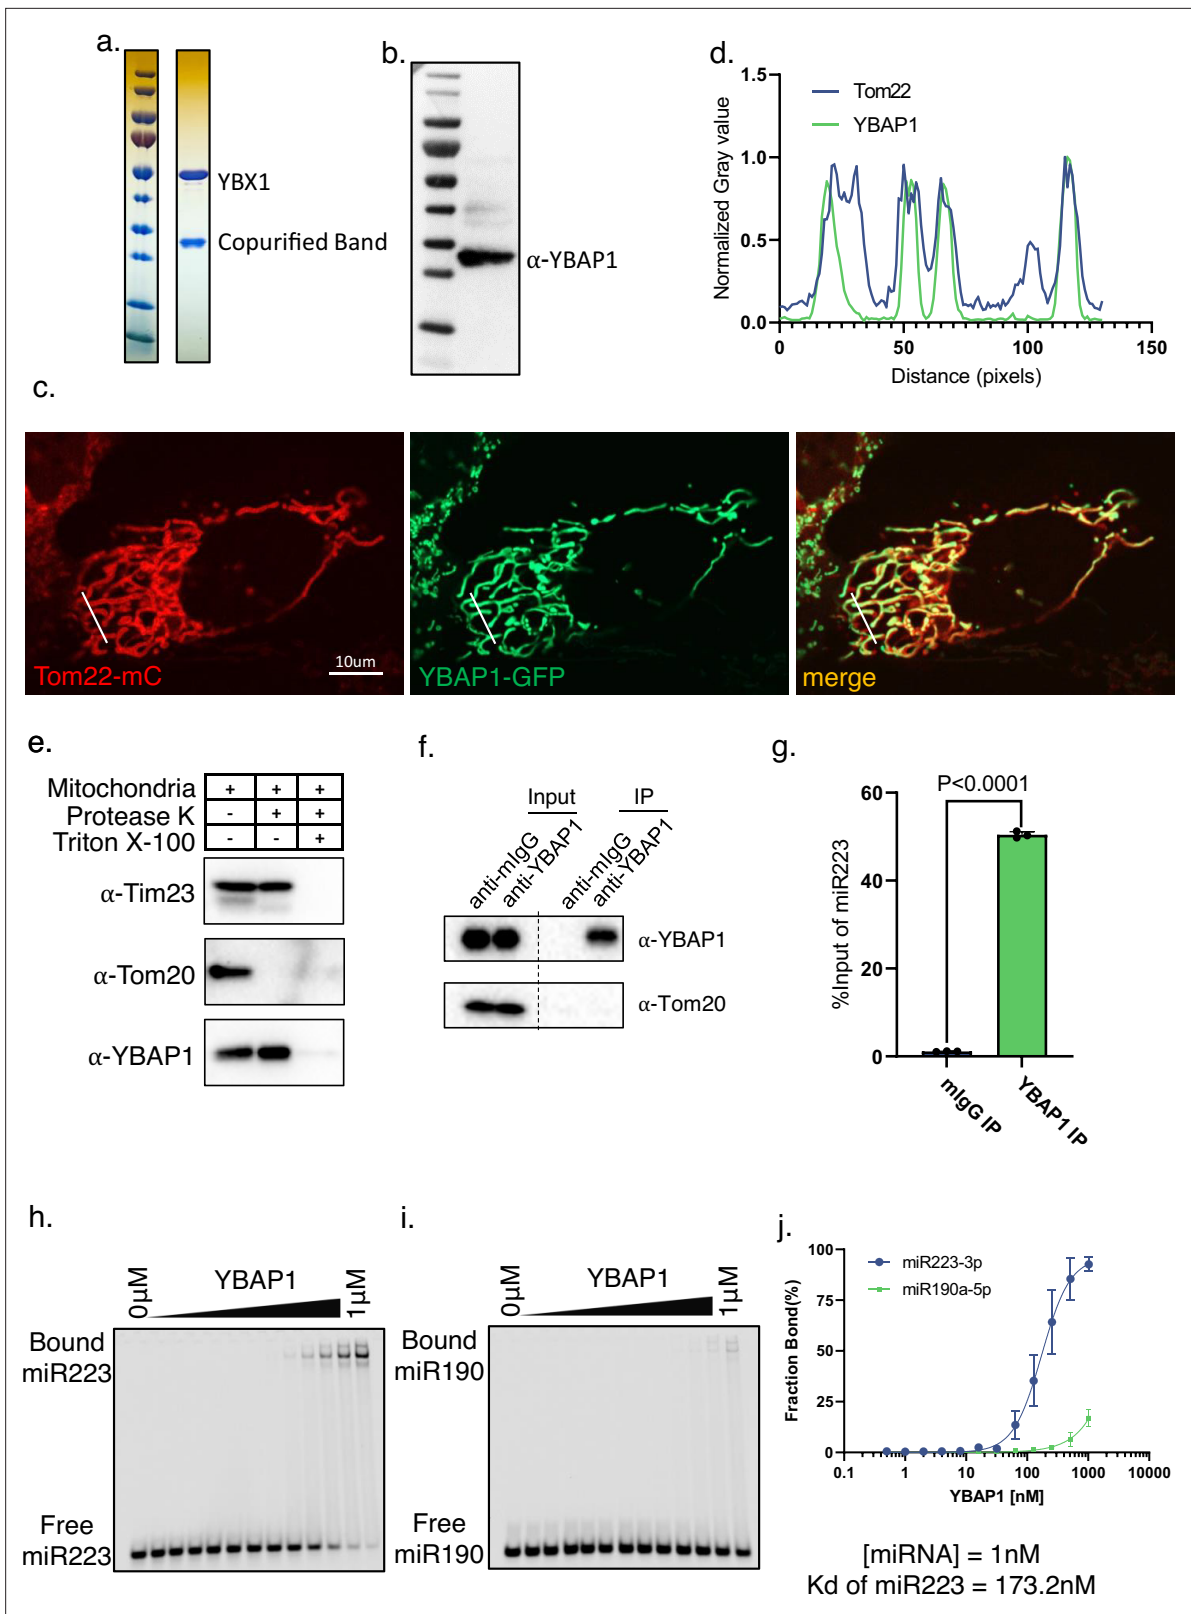 a.
YBX1
Copurified Band
b.
α-YBAP1
d.
Tom22
YBAP1
Normalized Gray value
1.5
1.0
0.5
0.0
0 50 100 150
Distance (pixels)
c.
Tom22-mC
10um
YBAP1-GFP
merge
e.
Mitochondria + + +
Protease K - + +
Triton X-100 - - +
α-Tim23
α-Tom20
α-YBAP1
f.
Input IP
anti-mIgG
anti-YBAP1
anti-mIgG
anti-YBAP1
α-YBAP1
α-Tom20
g.
P<0.0001
%Input of miR223
60
40
20
0
mIgG IP
YBAP1 IP
h.
0µM
YBAP1
1µM
Bound
miR223
Free
miR223
i.
0µM
YBAP1
1µM
Bound
miR190
Free
miR190
j.
miR223-3p
miR190a-5p
Fraction Bond(%)
100
75
50
25
0
0.1 1 10 100 1000 10000
YBAP1 [nM]
[miRNA] = 1nM
Kd of miR223 = 173.2nM